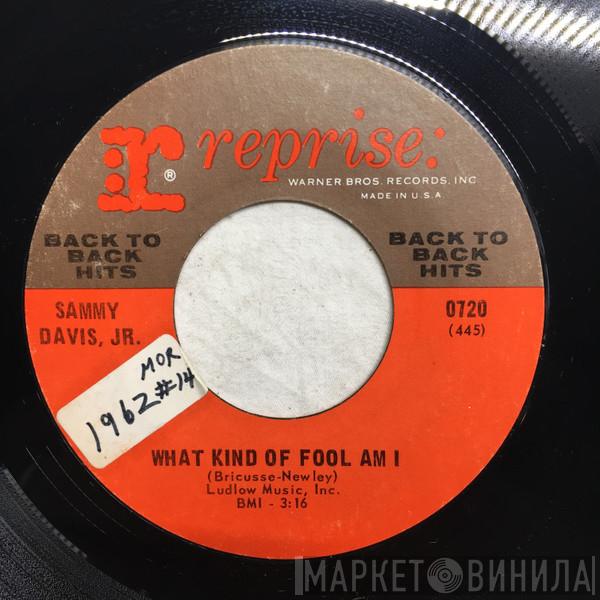 r® reprise:
WARNER BROS. RECORDS, INC.
MADE IN U.S.A
BACK TO
BACK
HITS
BACK TO
BACK
HITS
SAMMY
DAVIS, JR.
0720
(445)
MOR
1962 #14
WHAT KIND OF FOOL AM I
(Bricusse-Newley)
Ludlow Music, Inc.
BMI - 3:16
МАРКЕТ ВИНИЛА